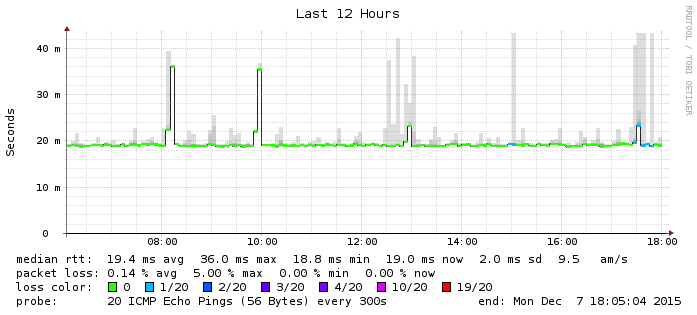 Last 12 Hours
RRDTOOL / TOBI OETIKER
Seconds
40 m
30 m
20 m
10 m
0
08:00 10:00 12:00 14:00 16:00 18:00
median rtt: 19.4 ms avg 36.0 ms max 18.8 ms min 19.0 ms now 2.0 ms sd 9.5 am/s
packet loss: 0.14 % avg 5.00 % max 0.00 % min 0.00 % now
loss color: 0 1/20 2/20 3/20 4/20 10/20 19/20
probe: 20 ICMP Echo Pings (56 Bytes) every 300s end: Mon Dec 7 18:05:04 2015